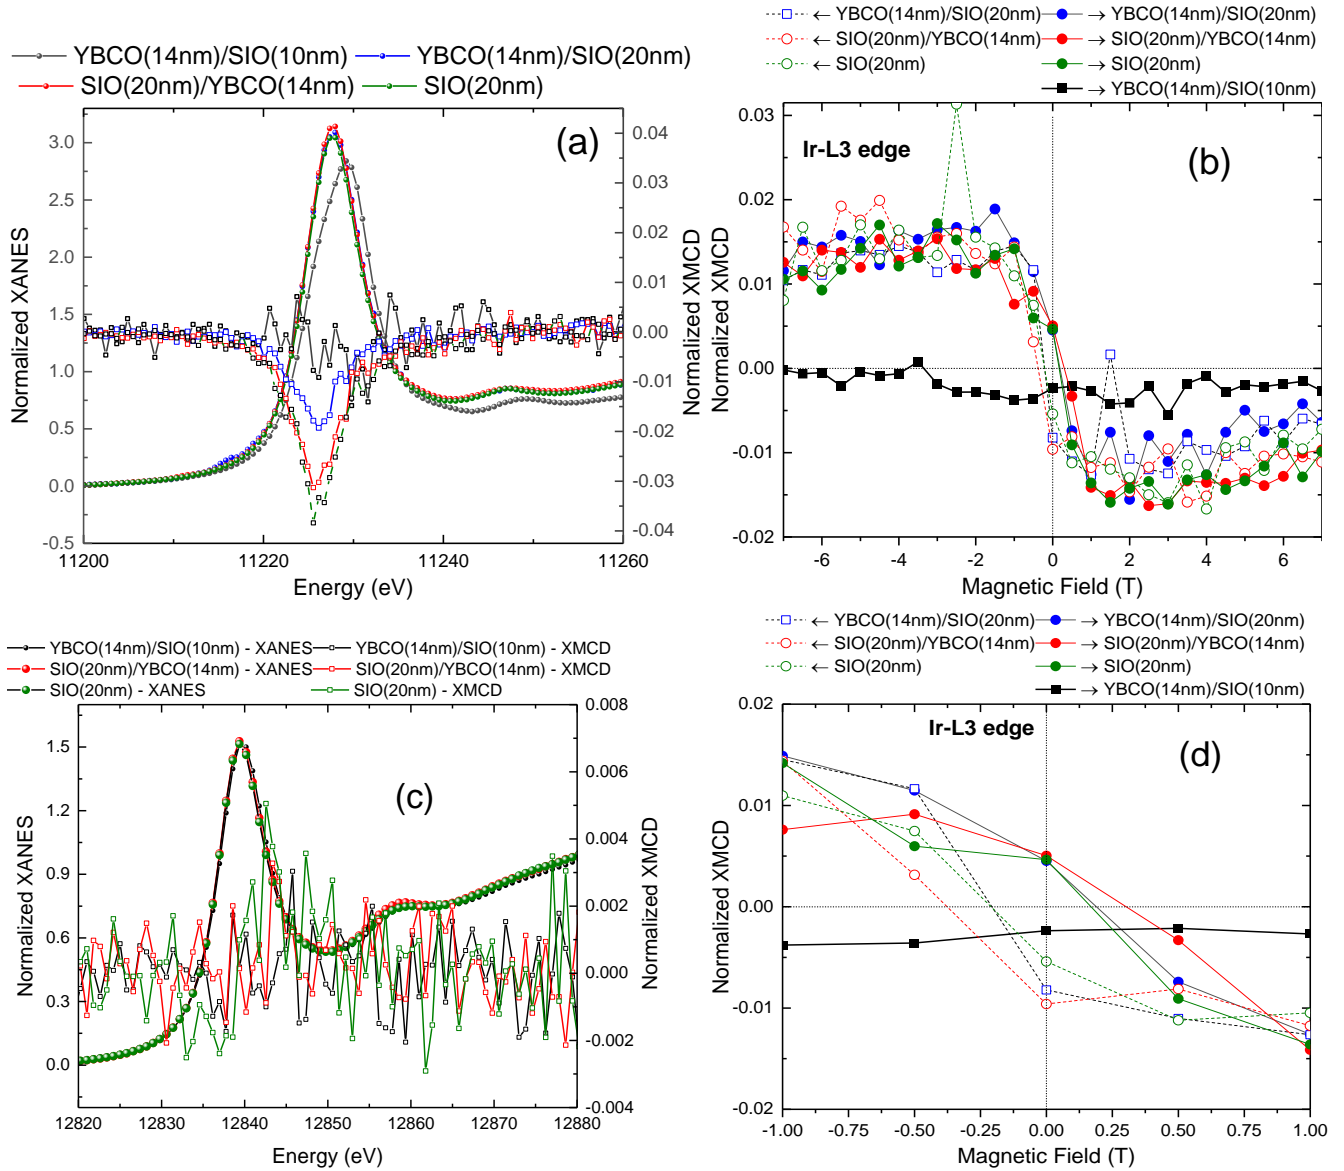 YBCO(14nm)/SIO(10nm) YBCO(14nm)/SIO(20nm)
SIO(20nm)/YBCO(14nm) SIO(20nm)
(a)
Normalized XANES
3.0
2.5
2.0
1.5
1.0
0.5
0.0
-0.5
0.04
0.03
0.02
0.01
0.00
-0.01
-0.02
-0.03
-0.04
Normalized XMCD
11200 11220 11240 11260
Energy (eV)
← YBCO(14nm)/SIO(20nm) → YBCO(14nm)/SIO(20nm)
← SIO(20nm)/YBCO(14nm) → SIO(20nm)/YBCO(14nm)
← SIO(20nm) → SIO(20nm)
→ YBCO(14nm)/SIO(10nm)
Ir-L3 edge
(b)
Normalized XMCD
0.03
0.02
0.01
0.00
-0.01
-0.02
-6 -4 -2 0 2 4 6
Magnetic Field (T)
YBCO(14nm)/SIO(10nm) - XANES YBCO(14nm)/SIO(10nm) - XMCD
SIO(20nm)/YBCO(14nm) - XANES SIO(20nm)/YBCO(14nm) - XMCD
SIO(20nm) - XANES SIO(20nm) - XMCD
(c)
Normalized XANES
1.5
1.2
0.9
0.6
0.3
0.0
0.008
0.006
0.004
0.002
0.000
-0.002
-0.004
Normalized XMCD
12820 12830 12840 12850 12860 12870 12880
Energy (eV)
← YBCO(14nm)/SIO(20nm) → YBCO(14nm)/SIO(20nm)
← SIO(20nm)/YBCO(14nm) → SIO(20nm)/YBCO(14nm)
← SIO(20nm) → SIO(20nm)
→ YBCO(14nm)/SIO(10nm)
Ir-L3 edge
(d)
Normalized XMCD
0.02
0.01
0.00
-0.01
-0.02
-1.00 -0.75 -0.50 -0.25 0.00 0.25 0.50 0.75 1.00
Magnetic Field (T)